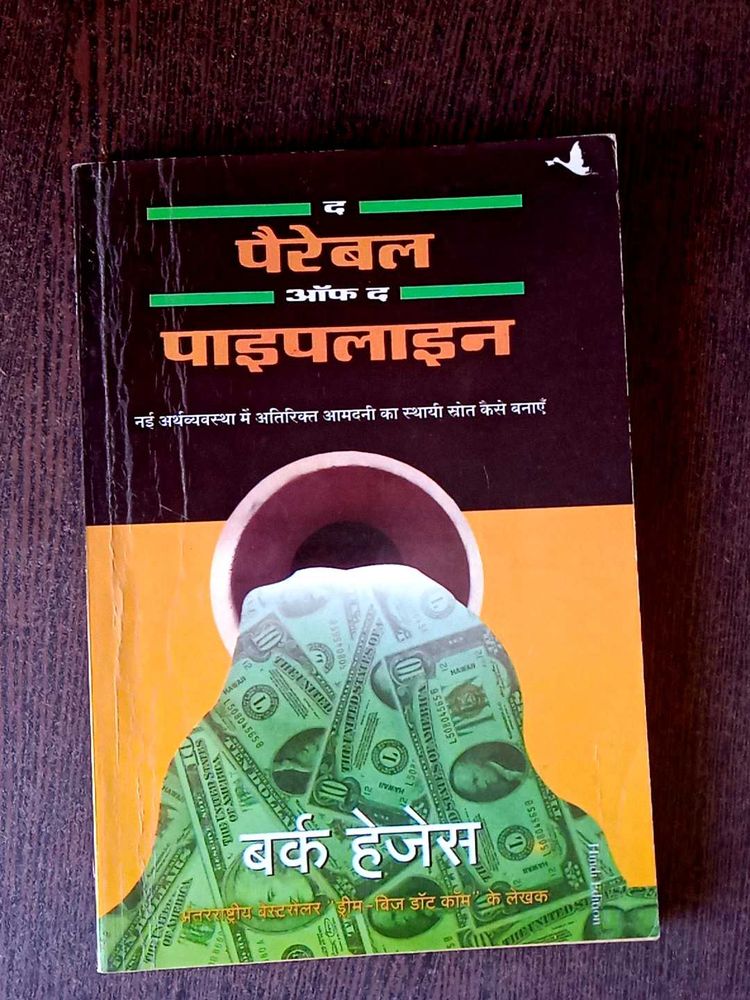 द
पैरेबल
ऑफ द
पाइपलाइन
नई अर्थव्यवस्था में अतिरिक्त आमदनी का स्थायी स्रोत कैसे बनाएँ
बर्क हेजेस
अंतरराष्ट्रीय बेस्टसेलर "ड्रीम-बिज डॉट कॉम" के लेखक
Hindi Edition